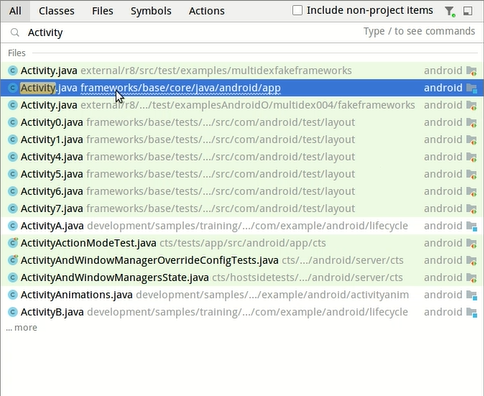 All Classes Files Symbols Actions Include non-project items
Activity Type / to see commands
Files
Activity.java external/r8/src/test/examples/multidexfakeframeworks android
Activity.java frameworks/base/core/java/android/app android
Activity.java external/r8/.../test/examplesAndroidO/multidex004/fakeframeworks android
Activity0.java frameworks/base/tests/.../src/com/android/test/layout android
Activity1.java frameworks/base/tests/.../src/com/android/test/layout android
Activity4.java frameworks/base/tests/.../src/com/android/test/layout android
Activity5.java frameworks/base/tests/.../src/com/android/test/layout android
Activity6.java frameworks/base/tests/.../src/com/android/test/layout android
Activity7.java frameworks/base/tests/.../src/com/android/test/layout android
ActivityA.java development/samples/training/.../com/example/android/lifecycle android
ActivityActionModeTest.java cts/tests/app/src/android/app/cts android
ActivityAndWindowManagerOverrideConfigTests.java cts/.../android/server/cts android
ActivityAndWindowManagersState.java cts/hostsidetests/.../android/server/cts android
ActivityAnimations.java development/samples/.../example/android/activityanim android
ActivityB.java development/samples/training/.../com/example/android/lifecycle android
... more